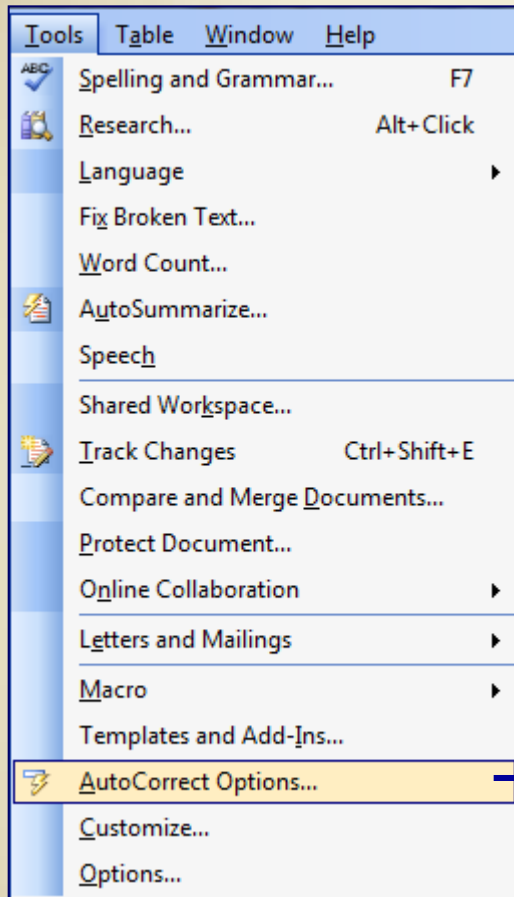 Tools Table Window Help
ABC Spelling and Grammar... F7
Research... Alt+Click
Language
Fix Broken Text...
Word Count...
AutoSummarize...
Speech
Shared Workspace...
Track Changes Ctrl+Shift+E
Compare and Merge Documents...
Protect Document...
Online Collaboration
Letters and Mailings
Macro
Templates and Add-Ins...
AutoCorrect Options...
Customize...
Options...